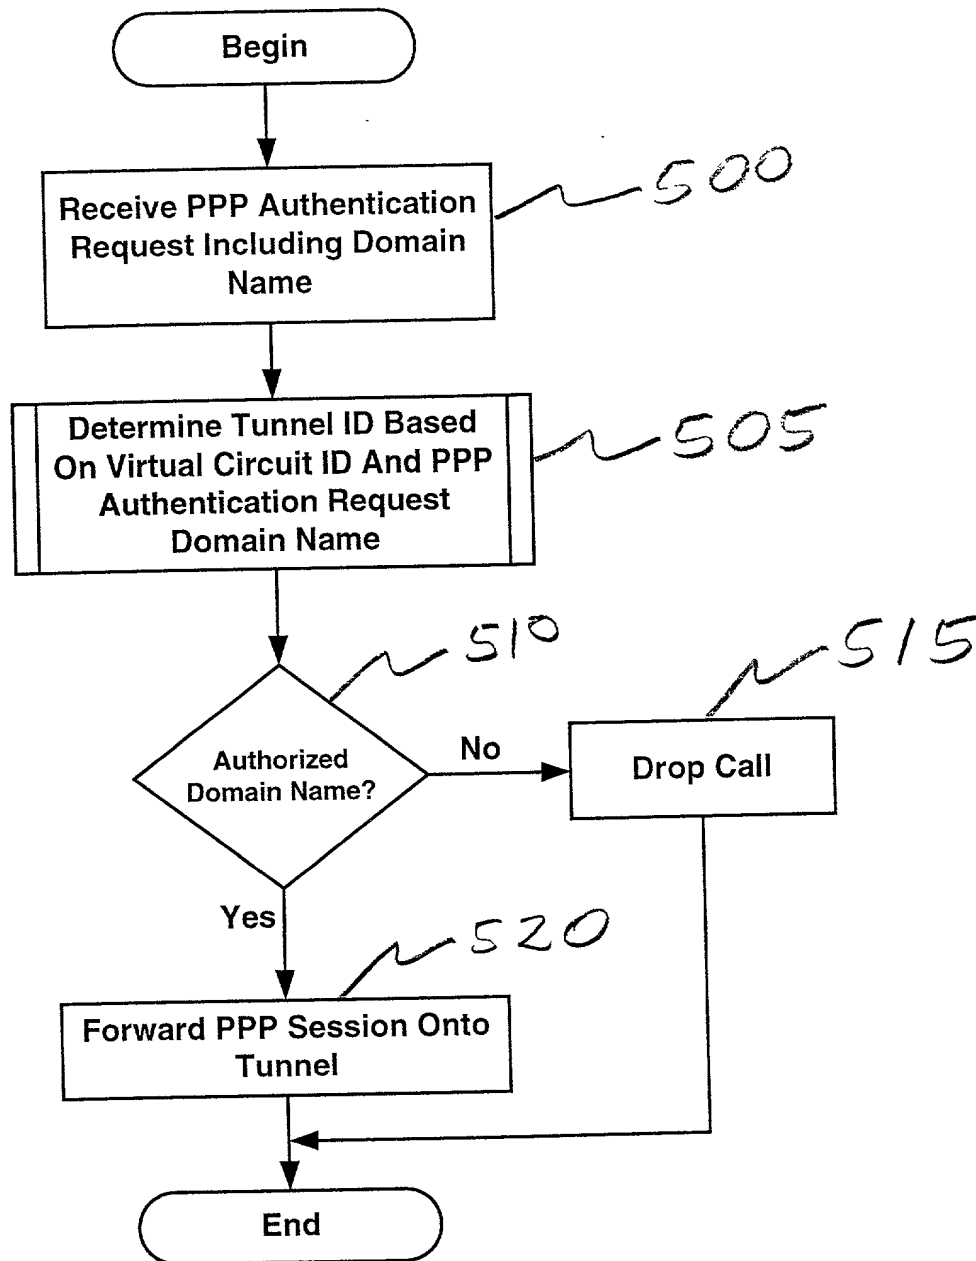 Begin
Receive PPP Authentication
Request Including Domain
Name
500
Determine Tunnel ID Based
On Virtual Circuit ID And PPP
Authentication Request
Domain Name
505
510
515
Authorized
Domain Name?
No
Drop Call
Yes
520
Forward PPP Session Onto
Tunnel
End